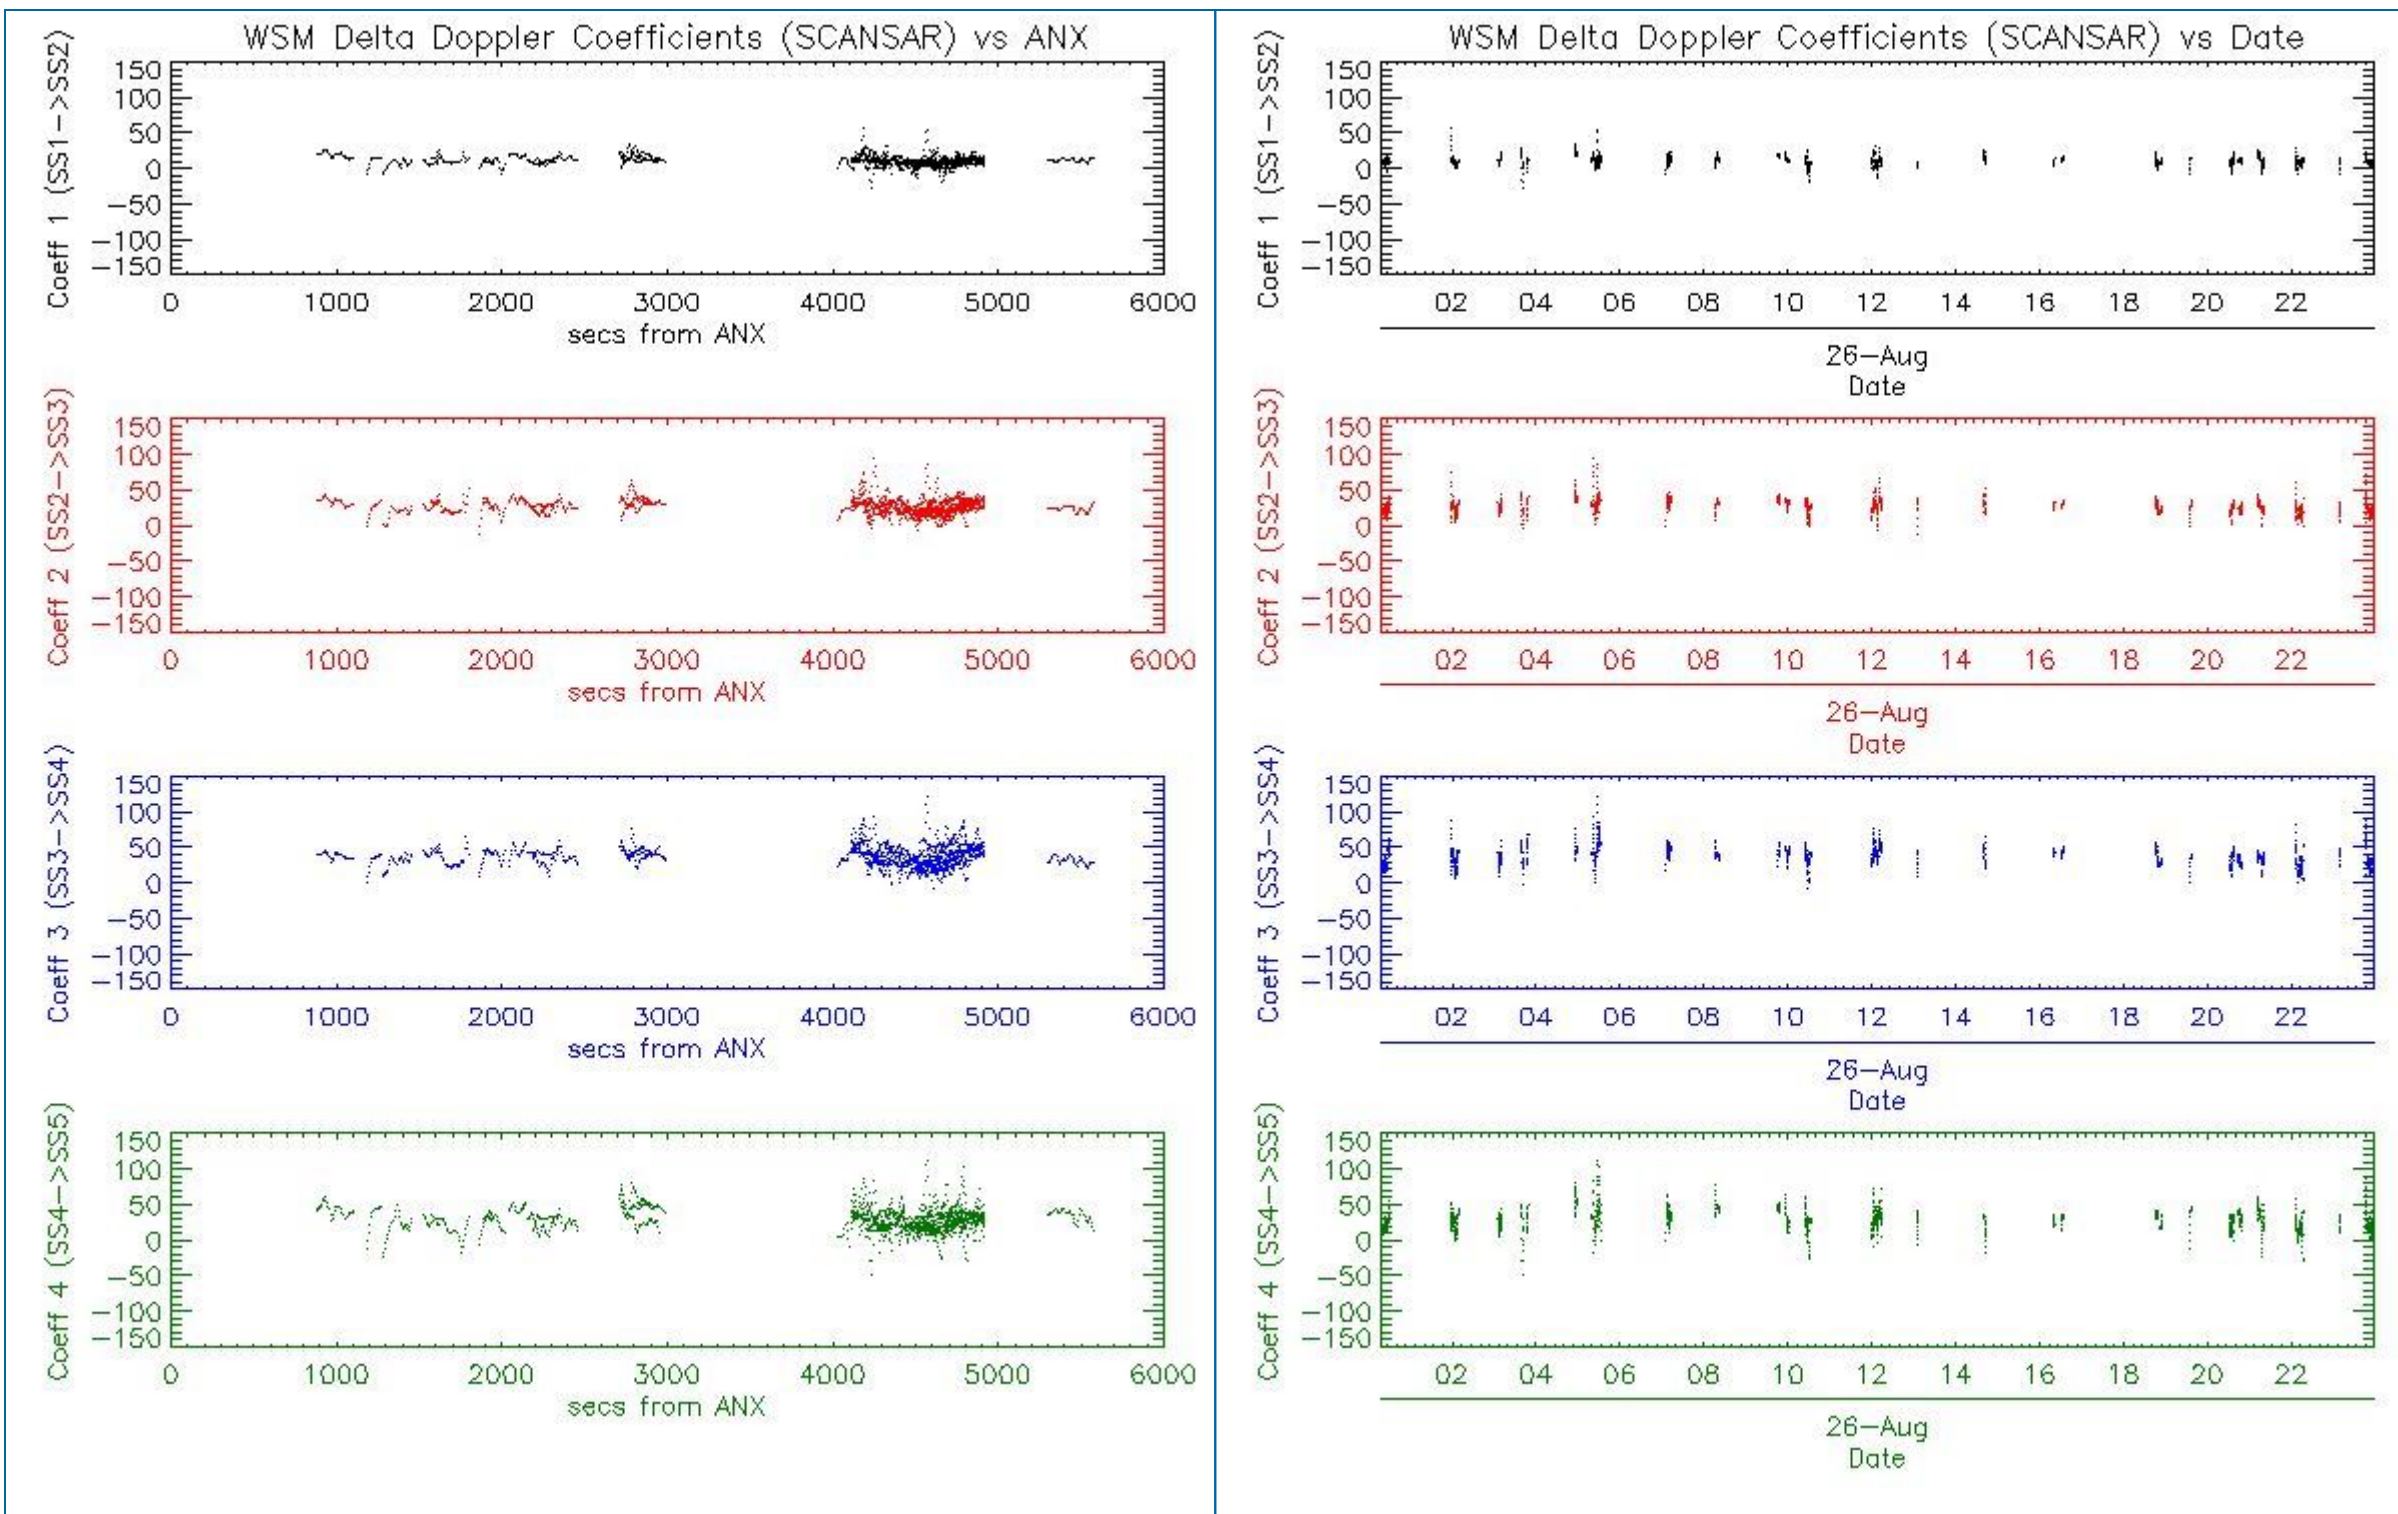 WSM Delta Doppler Coefficients (SCANSAR) vs ANX
Coeff 1 (SS1->SS2)
150
100
50
0
-50
-100
-150
0 1000 2000 3000 4000 5000 6000
secs from ANX
Coeff 2 (SS2->SS3)
150
100
50
0
-50
-100
-150
0 1000 2000 3000 4000 5000 6000
secs from ANX
Coeff 3 (SS3->SS4)
150
100
50
0
-50
-100
-150
0 1000 2000 3000 4000 5000 6000
secs from ANX
Coeff 4 (SS4->SS5)
150
100
50
0
-50
-100
-150
0 1000 2000 3000 4000 5000 6000
secs from ANX
WSM Delta Doppler Coefficients (SCANSAR) vs Date
Coeff 1 (SS1->SS2)
150
100
50
0
-50
-100
-150
02 04 06 08 10 12 14 16 18 20 22
26-Aug
Date
Coeff 2 (SS2->SS3)
150
100
50
0
-50
-100
-150
02 04 06 08 10 12 14 16 18 20 22
26-Aug
Date
Coeff 3 (SS3->SS4)
150
100
50
0
-50
-100
-150
02 04 06 08 10 12 14 16 18 20 22
26-Aug
Date
Coeff 4 (SS4->SS5)
150
100
50
0
-50
-100
-150
02 04 06 08 10 12 14 16 18 20 22
26-Aug
Date